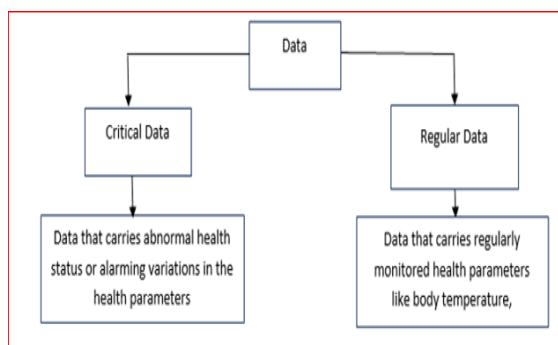 Data
Critical Data
Regular Data
Data that carries abnormal health
status or alarming variations in the
health parameters
Data that carries regularly
monitored health parameters
like body temperature,